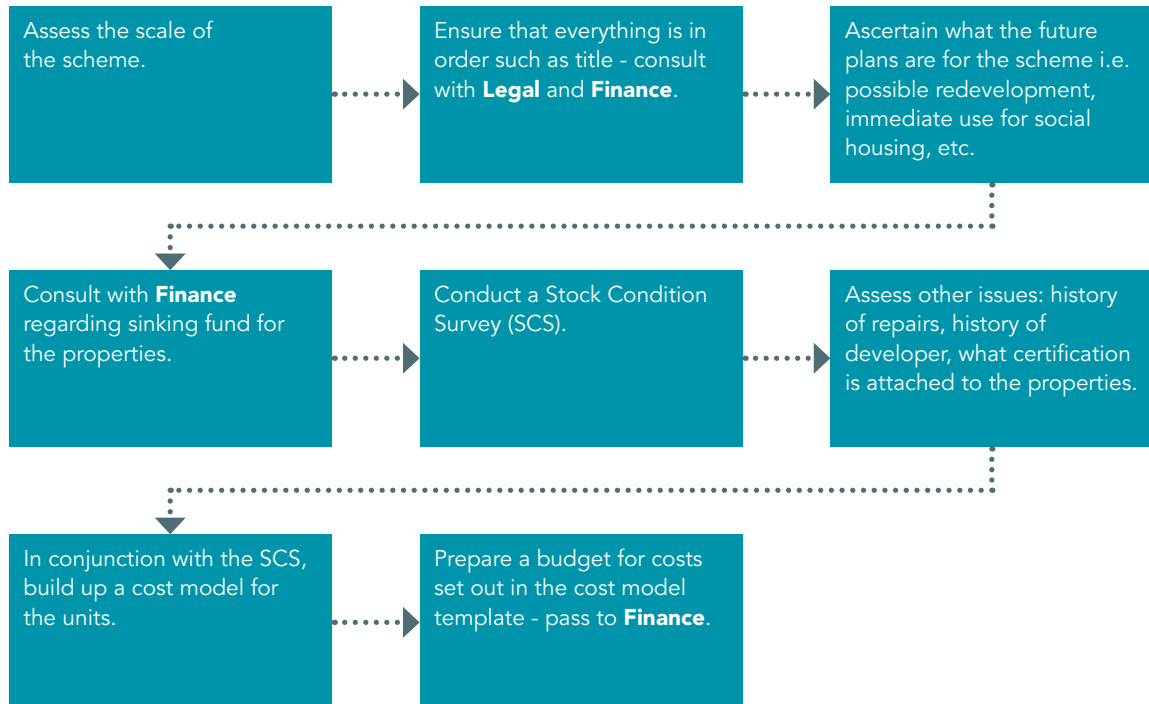 Assess the scale of
the scheme.
Ensure that everything is in
order such as title - consult
with Legal and Finance.
Ascertain what the future
plans are for the scheme i.e.
possible redevelopment,
immediate use for social
housing, etc.
Consult with Finance
regarding sinking fund for
the properties.
Conduct a Stock Condition
Survey (SCS).
Assess other issues: history
of repairs, history of
developer, what certification
is attached to the properties.
In conjunction with the SCS,
build up a cost model for
the units.
Prepare a budget for costs
set out in the cost model
template - pass to Finance.